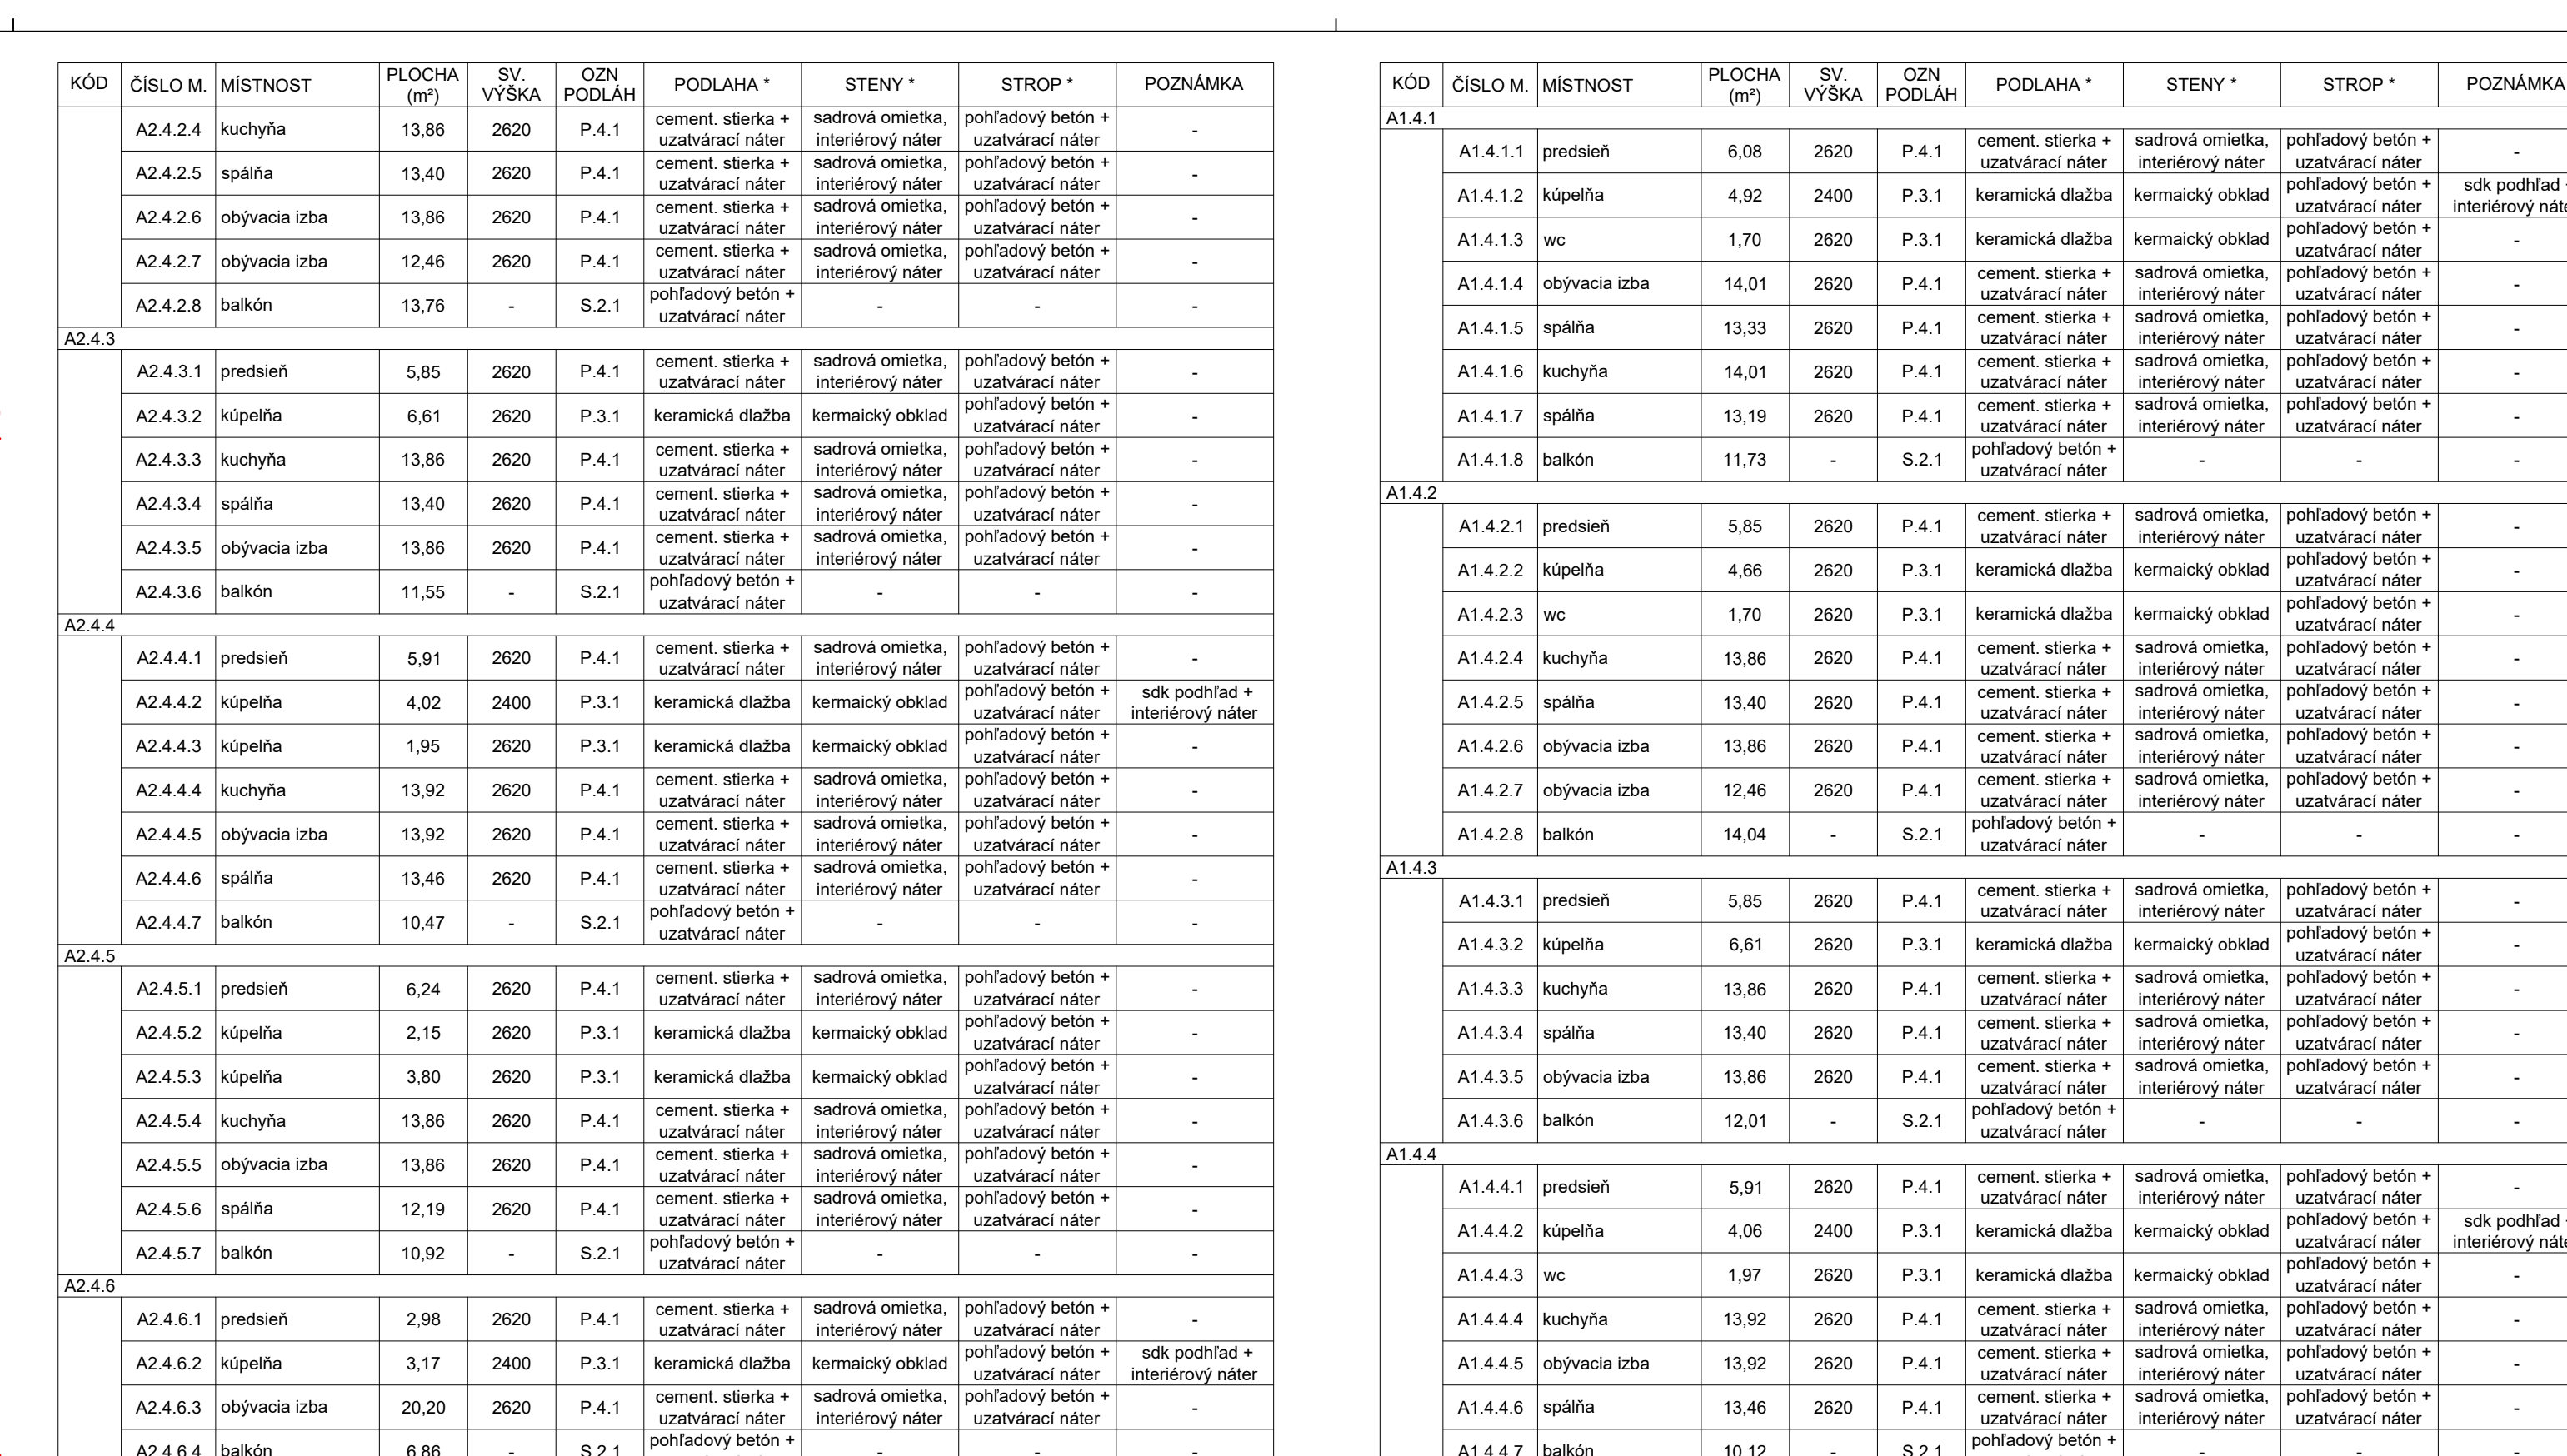 KÓD ČÍSLO M. MÍSTNOST PLOCHA (m²) SV. VÝŠKA OZN PODLÁH PODLAHA * STENY * STROP * POZNÁMKA
A2.4.2.4 kuchyňa 13,86 2620 P.4.1 cement. stierka + uzatvárací náter sadrová omietka, interiérový náter pohľadový betón + uzatvárací náter -
A2.4.2.5 spálňa 13,40 2620 P.4.1 cement. stierka + uzatvárací náter sadrová omietka, interiérový náter pohľadový betón + uzatvárací náter -
A2.4.2.6 obývacia izba 13,86 2620 P.4.1 cement. stierka + uzatvárací náter sadrová omietka, interiérový náter pohľadový betón + uzatvárací náter -
A2.4.2.7 obývacia izba 12,46 2620 P.4.1 cement. stierka + uzatvárací náter sadrová omietka, interiérový náter pohľadový betón + uzatvárací náter -
A2.4.2.8 balkón 13,76 - S.2.1 pohľadový betón + uzatvárací náter - - -
A2.4.3
A2.4.3.1 predsieň 5,85 2620 P.4.1 cement. stierka + uzatvárací náter sadrová omietka, interiérový náter pohľadový betón + uzatvárací náter -
A2.4.3.2 kúpelňa 6,61 2620 P.3.1 keramická dlažba kermaický obklad pohľadový betón + uzatvárací náter -
A2.4.3.3 kuchyňa 13,86 2620 P.4.1 cement. stierka + uzatvárací náter sadrová omietka, interiérový náter pohľadový betón + uzatvárací náter -
A2.4.3.4 spálňa 13,40 2620 P.4.1 cement. stierka + uzatvárací náter sadrová omietka, interiérový náter pohľadový betón + uzatvárací náter -
A2.4.3.5 obývacia izba 13,86 2620 P.4.1 cement. stierka + uzatvárací náter sadrová omietka, interiérový náter pohľadový betón + uzatvárací náter -
A2.4.3.6 balkón 11,55 - S.2.1 pohľadový betón + uzatvárací náter - - -
A2.4.4
A2.4.4.1 predsieň 5,91 2620 P.4.1 cement. stierka + uzatvárací náter sadrová omietka, interiérový náter pohľadový betón + uzatvárací náter -
A2.4.4.2 kúpelňa 4,02 2400 P.3.1 keramická dlažba kermaický obklad pohľadový betón + uzatvárací náter sdk podhľad + interiérový náter
A2.4.4.3 kúpelňa 1,95 2620 P.3.1 keramická dlažba kermaický obklad pohľadový betón + uzatvárací náter -
A2.4.4.4 kuchyňa 13,92 2620 P.4.1 cement. stierka + uzatvárací náter sadrová omietka, interiérový náter pohľadový betón + uzatvárací náter -
A2.4.4.5 obývacia izba 13,92 2620 P.4.1 cement. stierka + uzatvárací náter sadrová omietka, interiérový náter pohľadový betón + uzatvárací náter -
A2.4.4.6 spálňa 13,46 2620 P.4.1 cement. stierka + uzatvárací náter sadrová omietka, interiérový náter pohľadový betón + uzatvárací náter -
A2.4.4.7 balkón 10,47 - S.2.1 pohľadový betón + uzatvárací náter - - -
A2.4.5
A2.4.5.1 predsieň 6,24 2620 P.4.1 cement. stierka + uzatvárací náter sadrová omietka, interiérový náter pohľadový betón + uzatvárací náter -
A2.4.5.2 kúpelňa 2,15 2620 P.3.1 keramická dlažba kermaický obklad pohľadový betón + uzatvárací náter -
A2.4.5.3 kúpelňa 3,80 2620 P.3.1 keramická dlažba kermaický obklad pohľadový betón + uzatvárací náter -
A2.4.5.4 kuchyňa 13,86 2620 P.4.1 cement. stierka + uzatvárací náter sadrová omietka, interiérový náter pohľadový betón + uzatvárací náter -
A2.4.5.5 obývacia izba 13,86 2620 P.4.1 cement. stierka + uzatvárací náter sadrová omietka, interiérový náter pohľadový betón + uzatvárací náter -
A2.4.5.6 spálňa 12,19 2620 P.4.1 cement. stierka + uzatvárací náter sadrová omietka, interiérový náter pohľadový betón + uzatvárací náter -
A2.4.5.7 balkón 10,92 - S.2.1 pohľadový betón + uzatvárací náter - - -
A2.4.6
A2.4.6.1 predsieň 2,98 2620 P.4.1 cement. stierka + uzatvárací náter sadrová omietka, interiérový náter pohľadový betón + uzatvárací náter -
A2.4.6.2 kúpelňa 3,17 2400 P.3.1 keramická dlažba kermaický obklad pohľadový betón + uzatvárací náter sdk podhľad + interiérový náter
A2.4.6.3 obývacia izba 20,20 2620 P.4.1 cement. stierka + uzatvárací náter sadrová omietka, interiérový náter pohľadový betón + uzatvárací náter -
A2.4.6.4 balkón 6,86 - S.2.1 pohľadový betón + - - -
KÓD ČÍSLO M. MÍSTNOST PLOCHA (m²) SV. VÝŠKA OZN PODLÁH PODLAHA * STENY * STROP * POZNÁMKA
A1.4.1
A1.4.1.1 predsieň 6,08 2620 P.4.1 cement. stierka + uzatvárací náter sadrová omietka, interiérový náter pohľadový betón + uzatvárací náter -
A1.4.1.2 kúpelňa 4,92 2400 P.3.1 keramická dlažba kermaický obklad pohľadový betón + uzatvárací náter sdk podhľad interiérový
A1.4.1.3 wc 1,70 2620 P.3.1 keramická dlažba kermaický obklad pohľadový betón + uzatvárací náter -
A1.4.1.4 obývacia izba 14,01 2620 P.4.1 cement. stierka + uzatvárací náter sadrová omietka, interiérový náter pohľadový betón + uzatvárací náter -
A1.4.1.5 spálňa 13,33 2620 P.4.1 cement. stierka + uzatvárací náter sadrová omietka, interiérový náter pohľadový betón + uzatvárací náter -
A1.4.1.6 kuchyňa 14,01 2620 P.4.1 cement. stierka + uzatvárací náter sadrová omietka, interiérový náter pohľadový betón + uzatvárací náter -
A1.4.1.7 spálňa 13,19 2620 P.4.1 cement. stierka + uzatvárací náter sadrová omietka, interiérový náter pohľadový betón + uzatvárací náter -
A1.4.1.8 balkón 11,73 - S.2.1 pohľadový betón + uzatvárací náter - - -
A1.4.2
A1.4.2.1 predsieň 5,85 2620 P.4.1 cement. stierka + uzatvárací náter sadrová omietka, interiérový náter pohľadový betón + uzatvárací náter -
A1.4.2.2 kúpelňa 4,66 2620 P.3.1 keramická dlažba kermaický obklad pohľadový betón + uzatvárací náter -
A1.4.2.3 wc 1,70 2620 P.3.1 keramická dlažba kermaický obklad pohľadový betón + uzatvárací náter -
A1.4.2.4 kuchyňa 13,86 2620 P.4.1 cement. stierka + uzatvárací náter sadrová omietka, interiérový náter pohľadový betón + uzatvárací náter -
A1.4.2.5 spálňa 13,40 2620 P.4.1 cement. stierka + uzatvárací náter sadrová omietka, interiérový náter pohľadový betón + uzatvárací náter -
A1.4.2.6 obývacia izba 13,86 2620 P.4.1 cement. stierka + uzatvárací náter sadrová omietka, interiérový náter pohľadový betón + uzatvárací náter -
A1.4.2.7 obývacia izba 12,46 2620 P.4.1 cement. stierka + uzatvárací náter sadrová omietka, interiérový náter pohľadový betón + uzatvárací náter -
A1.4.2.8 balkón 14,04 - S.2.1 pohľadový betón + uzatvárací náter - - -
A1.4.3
A1.4.3.1 predsieň 5,85 2620 P.4.1 cement. stierka + uzatvárací náter sadrová omietka, interiérový náter pohľadový betón + uzatvárací náter -
A1.4.3.2 kúpelňa 6,61 2620 P.3.1 keramická dlažba kermaický obklad pohľadový betón + uzatvárací náter -
A1.4.3.3 kuchyňa 13,86 2620 P.4.1 cement. stierka + uzatvárací náter sadrová omietka, interiérový náter pohľadový betón + uzatvárací náter -
A1.4.3.4 spálňa 13,40 2620 P.4.1 cement. stierka + uzatvárací náter sadrová omietka, interiérový náter pohľadový betón + uzatvárací náter -
A1.4.3.5 obývacia izba 13,86 2620 P.4.1 cement. stierka + uzatvárací náter sadrová omietka, interiérový náter pohľadový betón + uzatvárací náter -
A1.4.3.6 balkón 12,01 - S.2.1 pohľadový betón + uzatvárací náter - - -
A1.4.4
A1.4.4.1 predsieň 5,91 2620 P.4.1 cement. stierka + uzatvárací náter sadrová omietka, interiérový náter pohľadový betón + uzatvárací náter -
A1.4.4.2 kúpelňa 4,06 2400 P.3.1 keramická dlažba kermaický obklad pohľadový betón + uzatvárací náter sdk podhľad interiérový
A1.4.4.3 wc 1,97 2620 P.3.1 keramická dlažba kermaický obklad pohľadový betón + uzatvárací náter -
A1.4.4.4 kuchyňa 13,92 2620 P.4.1 cement. stierka + uzatvárací náter sadrová omietka, interiérový náter pohľadový betón + uzatvárací náter -
A1.4.4.5 obývacia izba 13,92 2620 P.4.1 cement. stierka + uzatvárací náter sadrová omietka, interiérový náter pohľadový betón + uzatvárací náter -
A1.4.4.6 spálňa 13,46 2620 P.4.1 cement. stierka + uzatvárací náter sadrová omietka, interiérový náter pohľadový betón + uzatvárací náter -
A1.4.4.7 balkón 10,12 - S.2.1 pohľadový betón + - - -